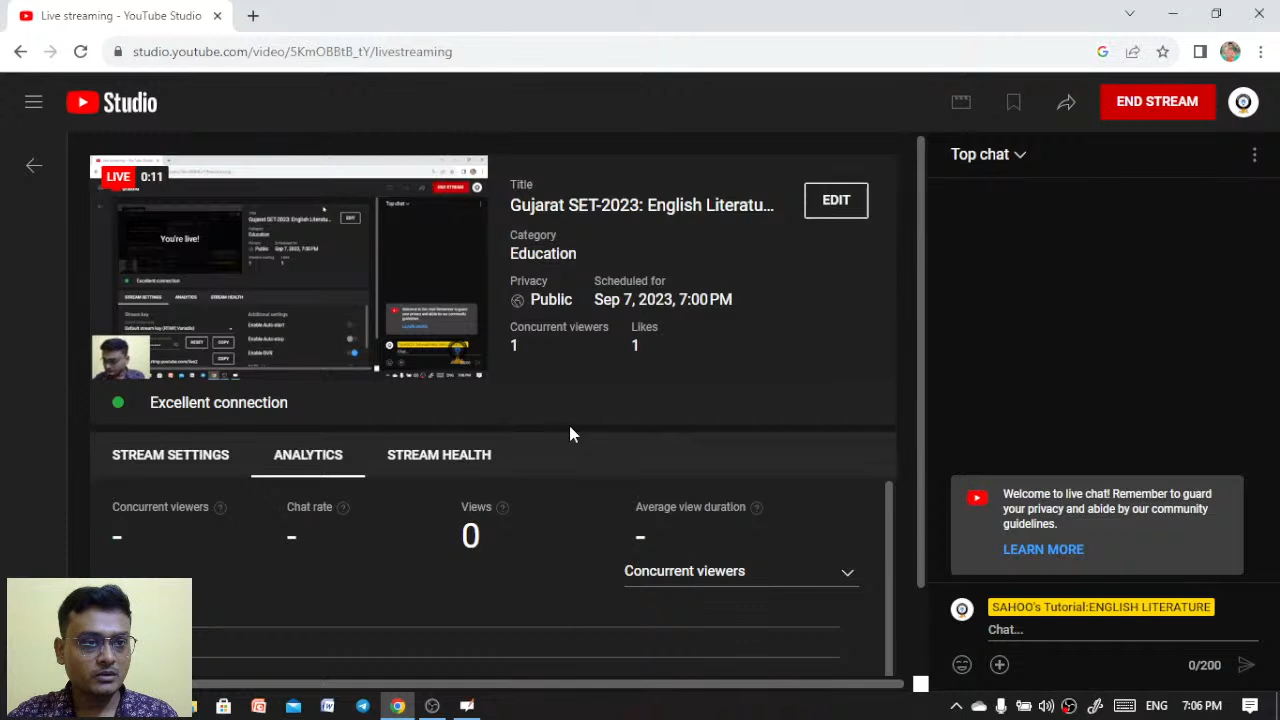 Live streaming - YouTube Studio
studio.youtube.com/video/5KmOBBtB_tY/livestreaming
Studio
END STREAM
LIVE 0:11
You're live!
Title
Gujarat SET-2023: English Literatu...
EDIT
Category
Education
Privacy
Public
Scheduled for
Sep 7, 2023, 7:00 PM
Concurrent viewers
1
Likes
1
Excellent connection
STREAM SETTINGS
ANALYTICS
STREAM HEALTH
Concurrent viewers
-
Chat rate
-
Views
0
Average view duration
-
Concurrent viewers
Top chat
Welcome to live chat! Remember to guard
your privacy and abide by our community
guidelines.
LEARN MORE
SAHOO's Tutorial:ENGLISH LITERATURE
Chat...
0/200
ENG
7:06 PM